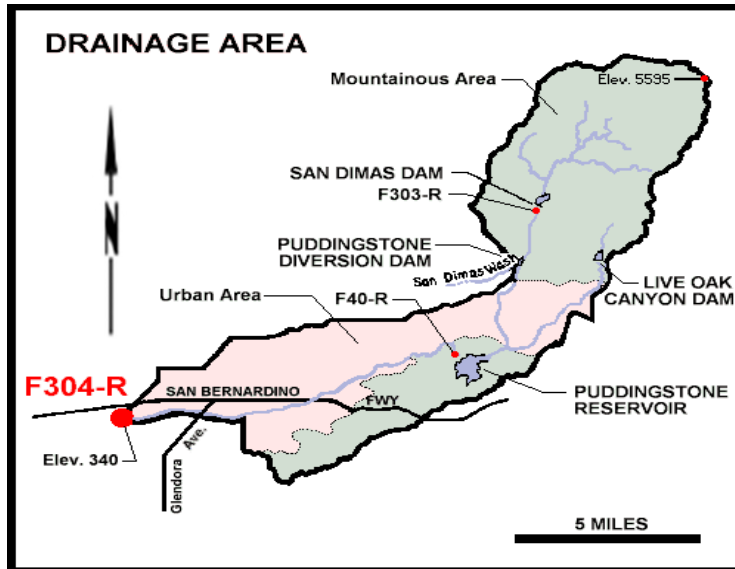 DRAINAGE AREA
Mountainous Area
Elev. 5595
N
SAN DIMAS DAM
F303-R
PUDDINGSTONE
DIVERSION DAM
San Dimas Wash
LIVE OAK
CANYON DAM
Urban Area
F40-R
F304-R
SAN BERNARDINO
FWY
PUDDINGSTONE
RESERVOIR
Elev. 340
Glendora
Ave.
5 MILES